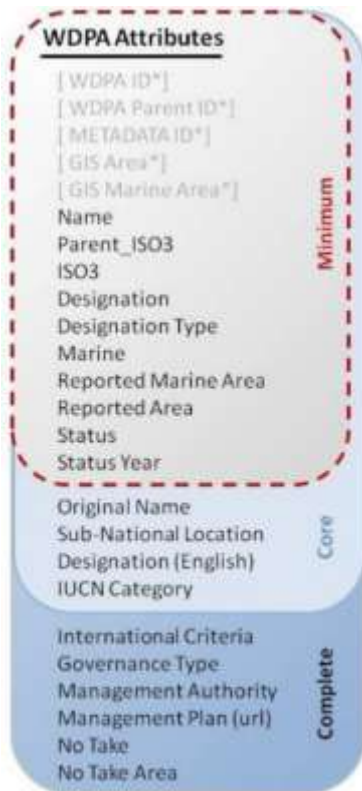 WDPA Attributes
[ WDPA ID*]
[ WDPA Parent ID*]
[ METADATA ID*]
[ GIS Area*]
[ GIS Marine Area*]
Name
Parent_ISO3
ISO3
Designation
Designation Type
Marine
Reported Marine Area
Reported Area
Status
Status Year
Minimum
Original Name
Sub-National Location
Designation (English)
IUCN Category
Core
International Criteria
Governance Type
Management Authority
Management Plan (url)
No Take
No Take Area
Complete